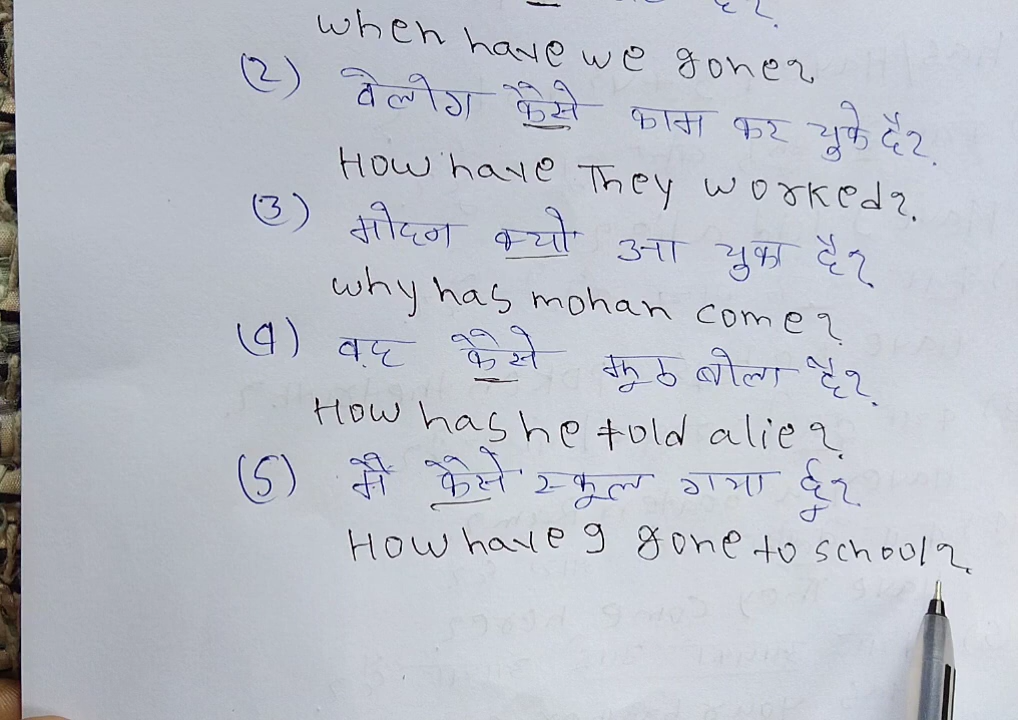 When have we gone?
(2) वेलोग कैसे काम कर चुके है?
How have They worked?
(3) मोहन क्यो आ चुका है?
why has mohan come?
(4) वह कैसे झूठ बोला है?
How has he told a lie?
(5) मैं कैसे स्कूल गया हूँ?
How have I gone to school?